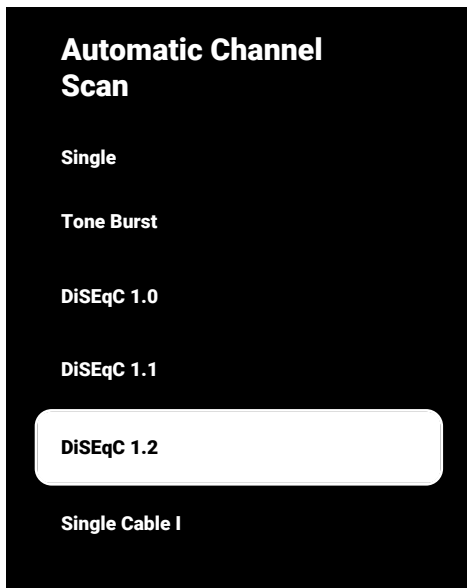 Automatic Channel
Scan
Single
Tone Burst
DiSEqC 1.0
DiSEqC 1.1
DiSEqC 1.2
Single Cable I